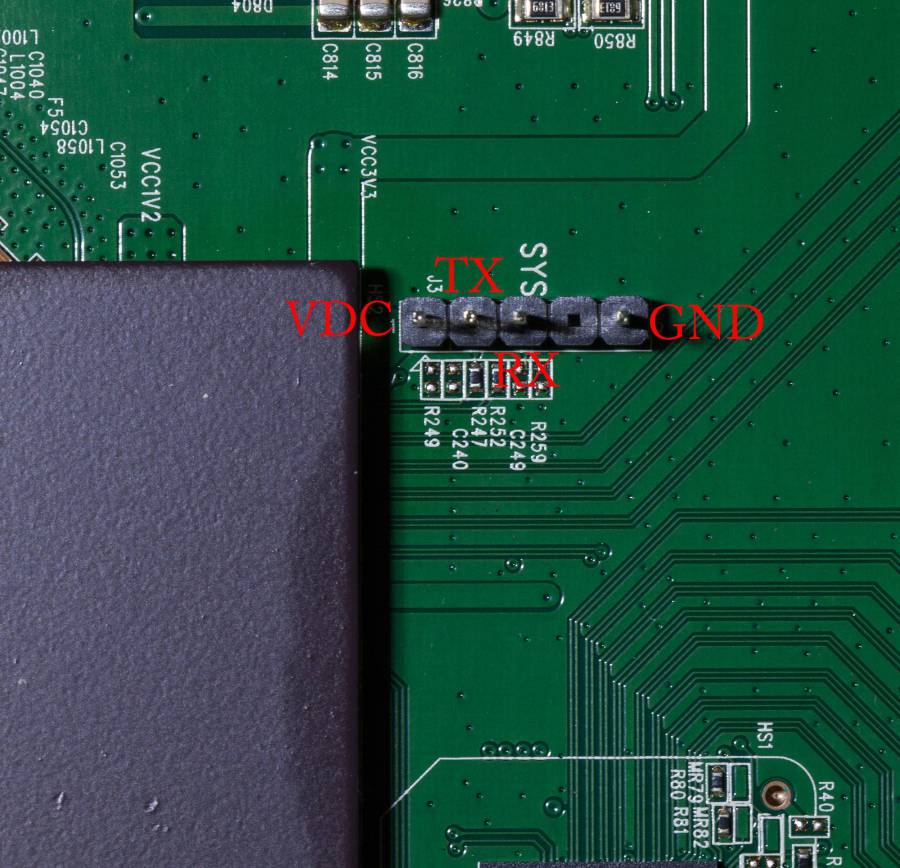 D804
C814
C815
C816
R849
R850
L1004
C1040
F5
C1054
L1058
C1053
VCC1V2
VCC3V3
SYS
J3
TX
VDC
GND
RX
R249
C240
R247
R252
C249
R259
HS1
MR79
R80
MR82
R81
R40